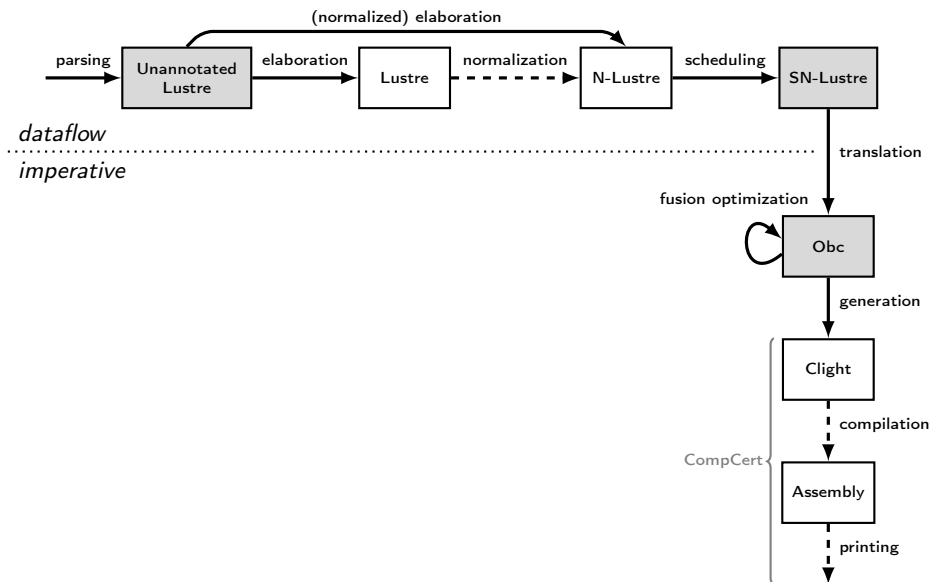 (normalized) elaboration
parsing
Unannotated
Lustre
elaboration
Lustre
normalization
N-Lustre
scheduling
SN-Lustre
dataflow
imperative
translation
fusion optimization
Obc
generation
Clight
compilation
CompCert
Assembly
printing